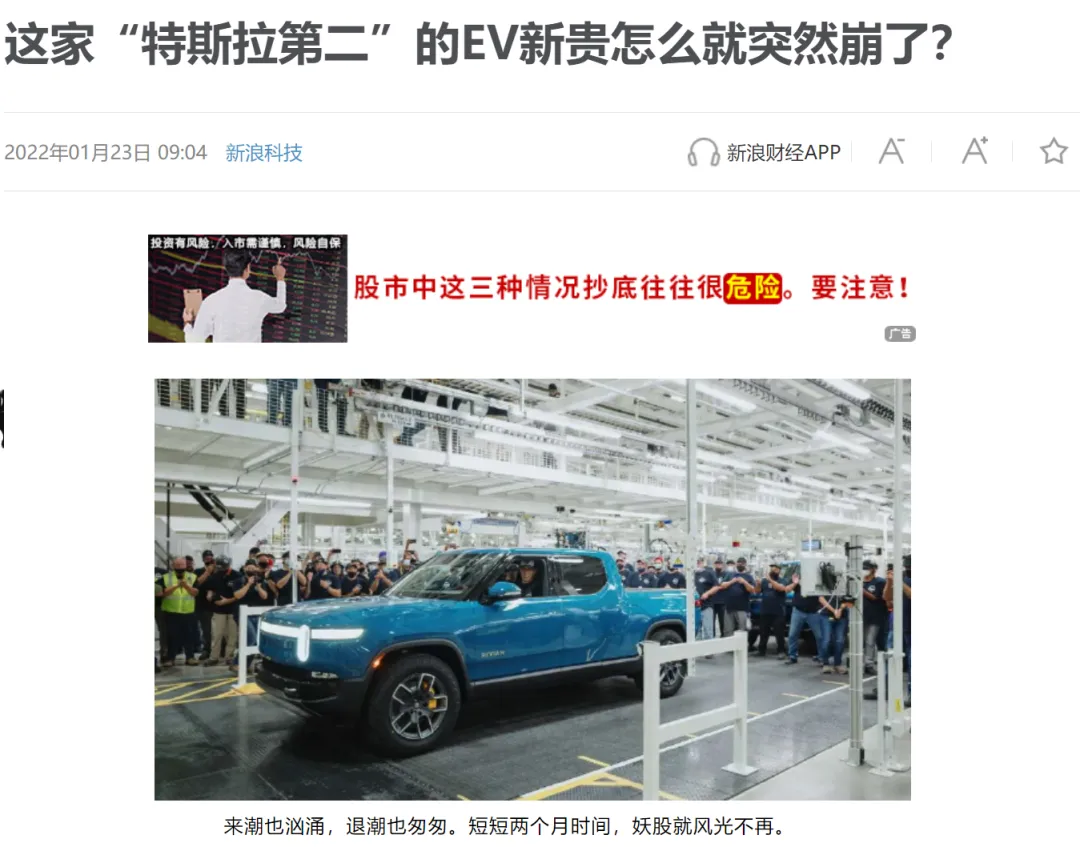 这家“特斯拉第二”的EV新贵怎么就突然崩了？
2022年01月23日 09:04 新浪科技 新浪财经APP A- A+
投资有风险，入市需谨慎，风险自保
股市中这三种情况抄底往往很危险。要注意！
广告
来潮也汹涌，退潮也匆匆。短短两个月时间，妖股就风光不再。